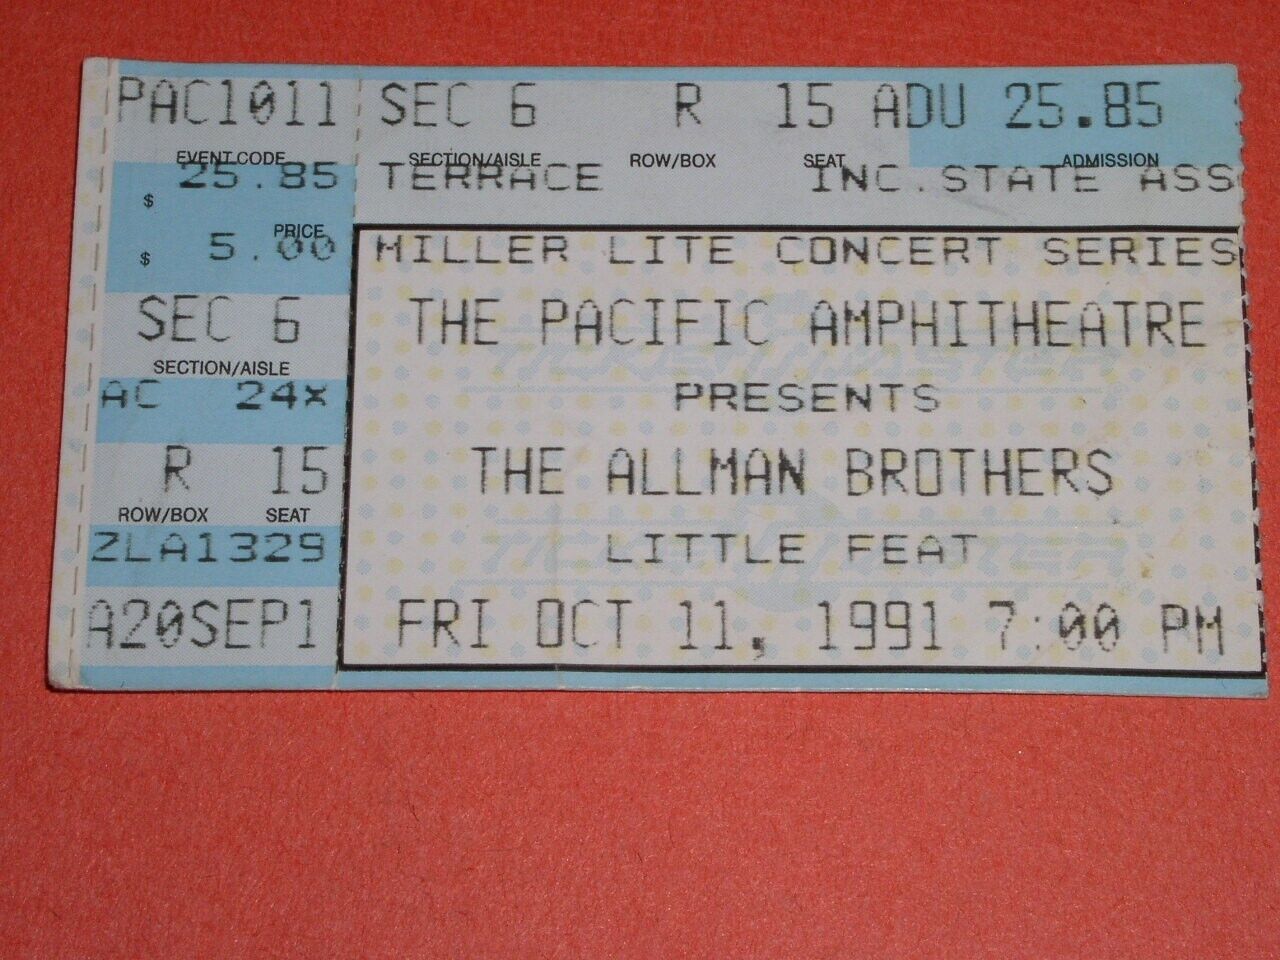 PAC1011 SEC 6 R 15 ADU 25.85
EVENT CODE SECTION/AISLE ROW/BOX SEAT ADMISSION
$ 25.85 TERRACE INC.STATE ASS
PRICE
$ 5.00 MILLER LITE CONCERT SERIES
SEC 6 THE PACIFIC AMPHITHEATRE
SECTION/AISLE
AC 24X PRESENTS
R 15 THE ALLMAN BROTHERS
ROW/BOX SEAT
ZLA1329 LITTLE FEAT
A20SEP1 FRI OCT 11, 1991 7:00 PM
TICKETMASTER